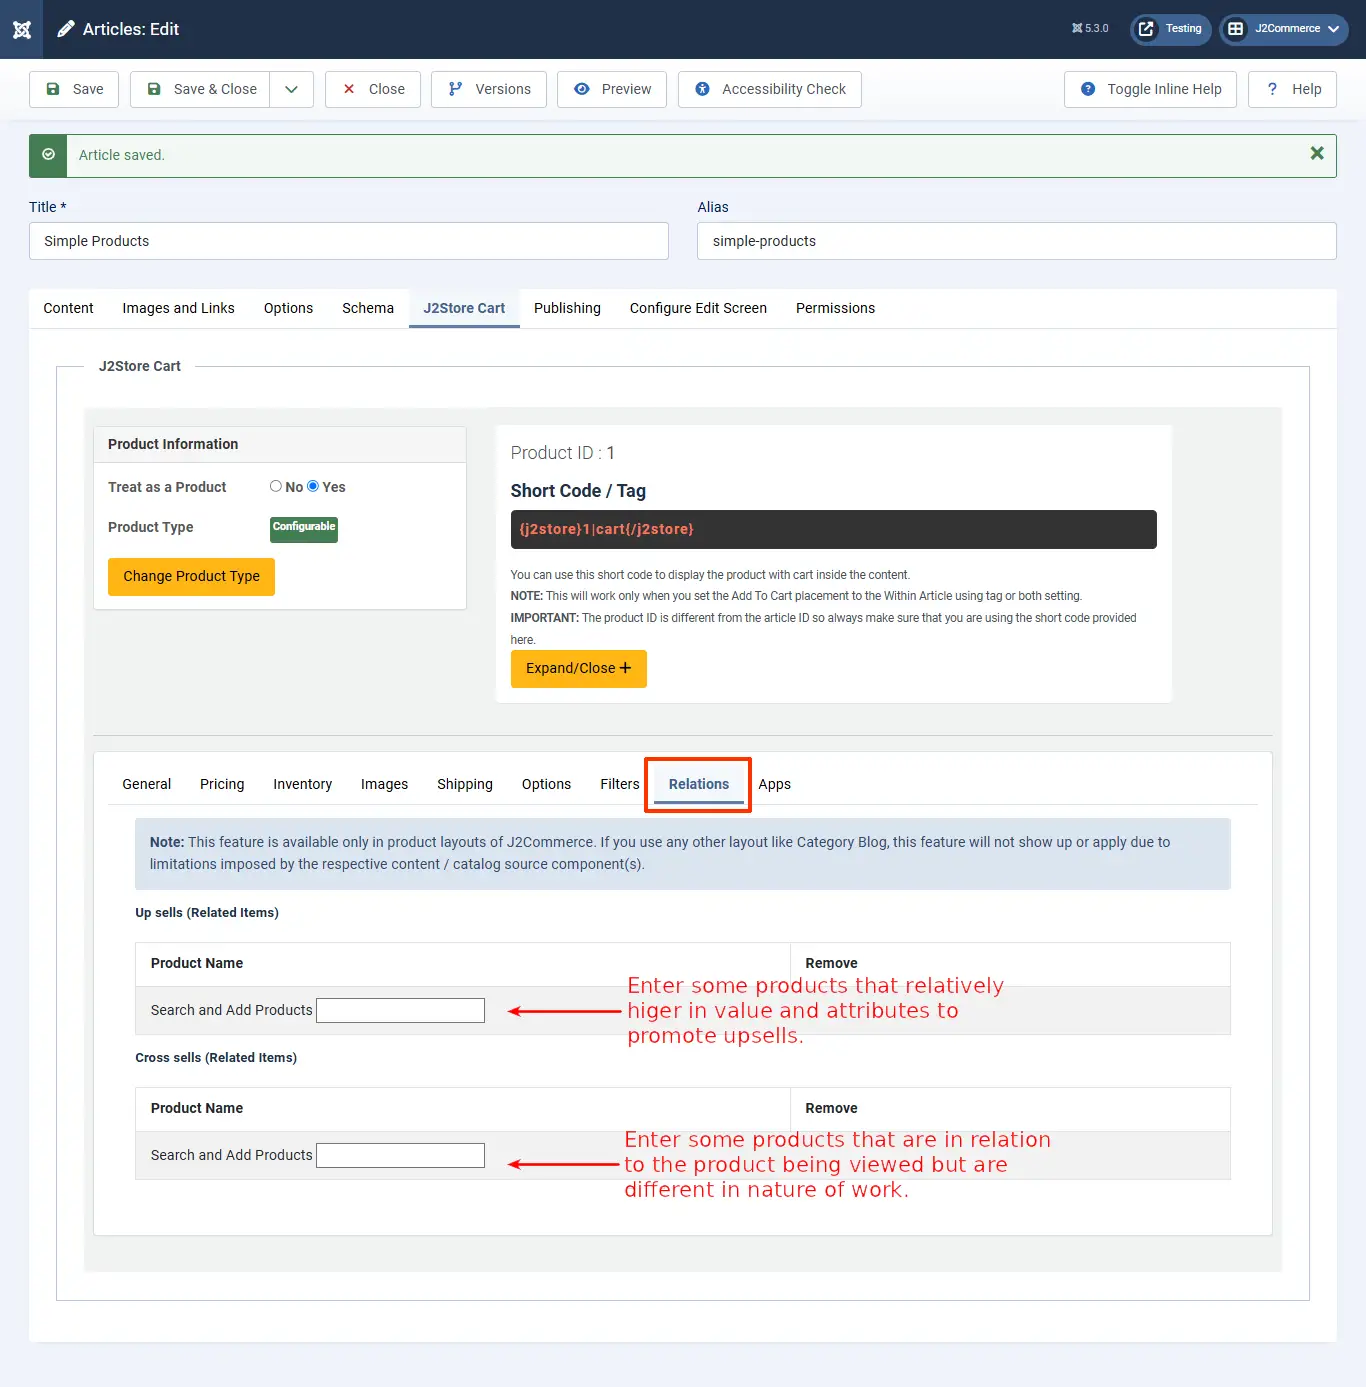 Articles: Edit
5.3.0
Testing
J2Commerce
Save
Save & Close
Close
Versions
Preview
Accessibility Check
Toggle Inline Help
? Help
Article saved.
Title *
Alias
Simple Products
simple-products
Content
Images and Links
Options
Schema
J2Store Cart
Publishing
Configure Edit Screen
Permissions
J2Store Cart
Product Information
Treat as a Product
No
Yes
Product Type
Configurable
Change Product Type
Product ID : 1
Short Code / Tag
{j2store}1|cart{/j2store}
You can use this short code to display the product with cart inside the content.
NOTE: This will work only when you set the Add To Cart placement to the Within Article using tag or both setting.
IMPORTANT: The product ID is different from the article ID so always make sure that you are using the short code provided
here.
Expand/Close +
General
Pricing
Inventory
Images
Shipping
Options
Filters
Relations
Apps
Note: This feature is available only in product layouts of J2Commerce. If you use any other layout like Category Blog, this feature will not show up or apply due to
limitations imposed by the respective content / catalog source component(s).
Up sells (Related Items)
Product Name
Remove
Search and Add Products
Enter some products that relatively
higer in value and attributes to
promote upsells.
Cross sells (Related Items)
Product Name
Remove
Search and Add Products
Enter some products that are in relation
to the product being viewed but are
different in nature of work.